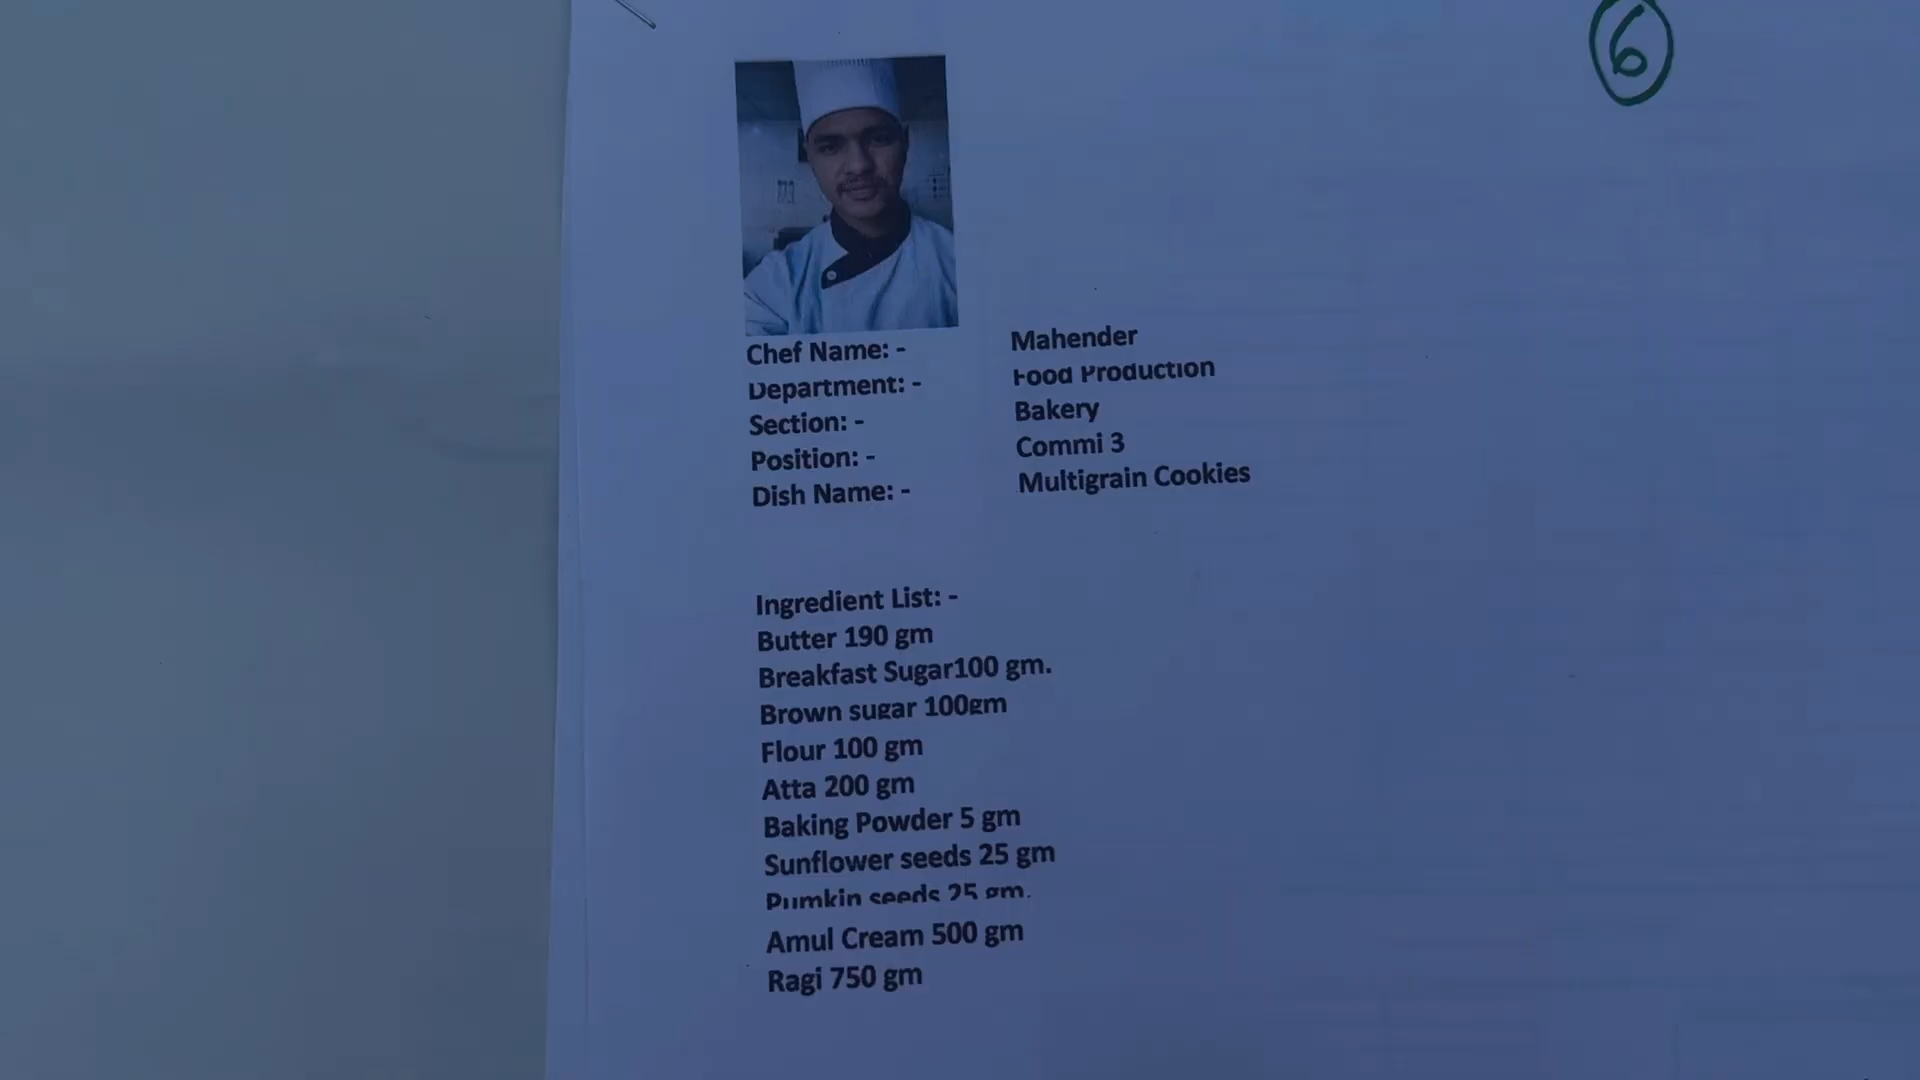 6
Chef Name: - Mahender
Department: - Food Production
Section: - Bakery
Position: - Commi 3
Dish Name: - Multigrain Cookies
Ingredient List: -
Butter 190 gm
Breakfast Sugar100 gm.
Brown sugar 100gm
Flour 100 gm
Atta 200 gm
Baking Powder 5 gm
Sunflower seeds 25 gm
Pumkin seeds 25 gm.
Amul Cream 500 gm
Ragi 750 gm